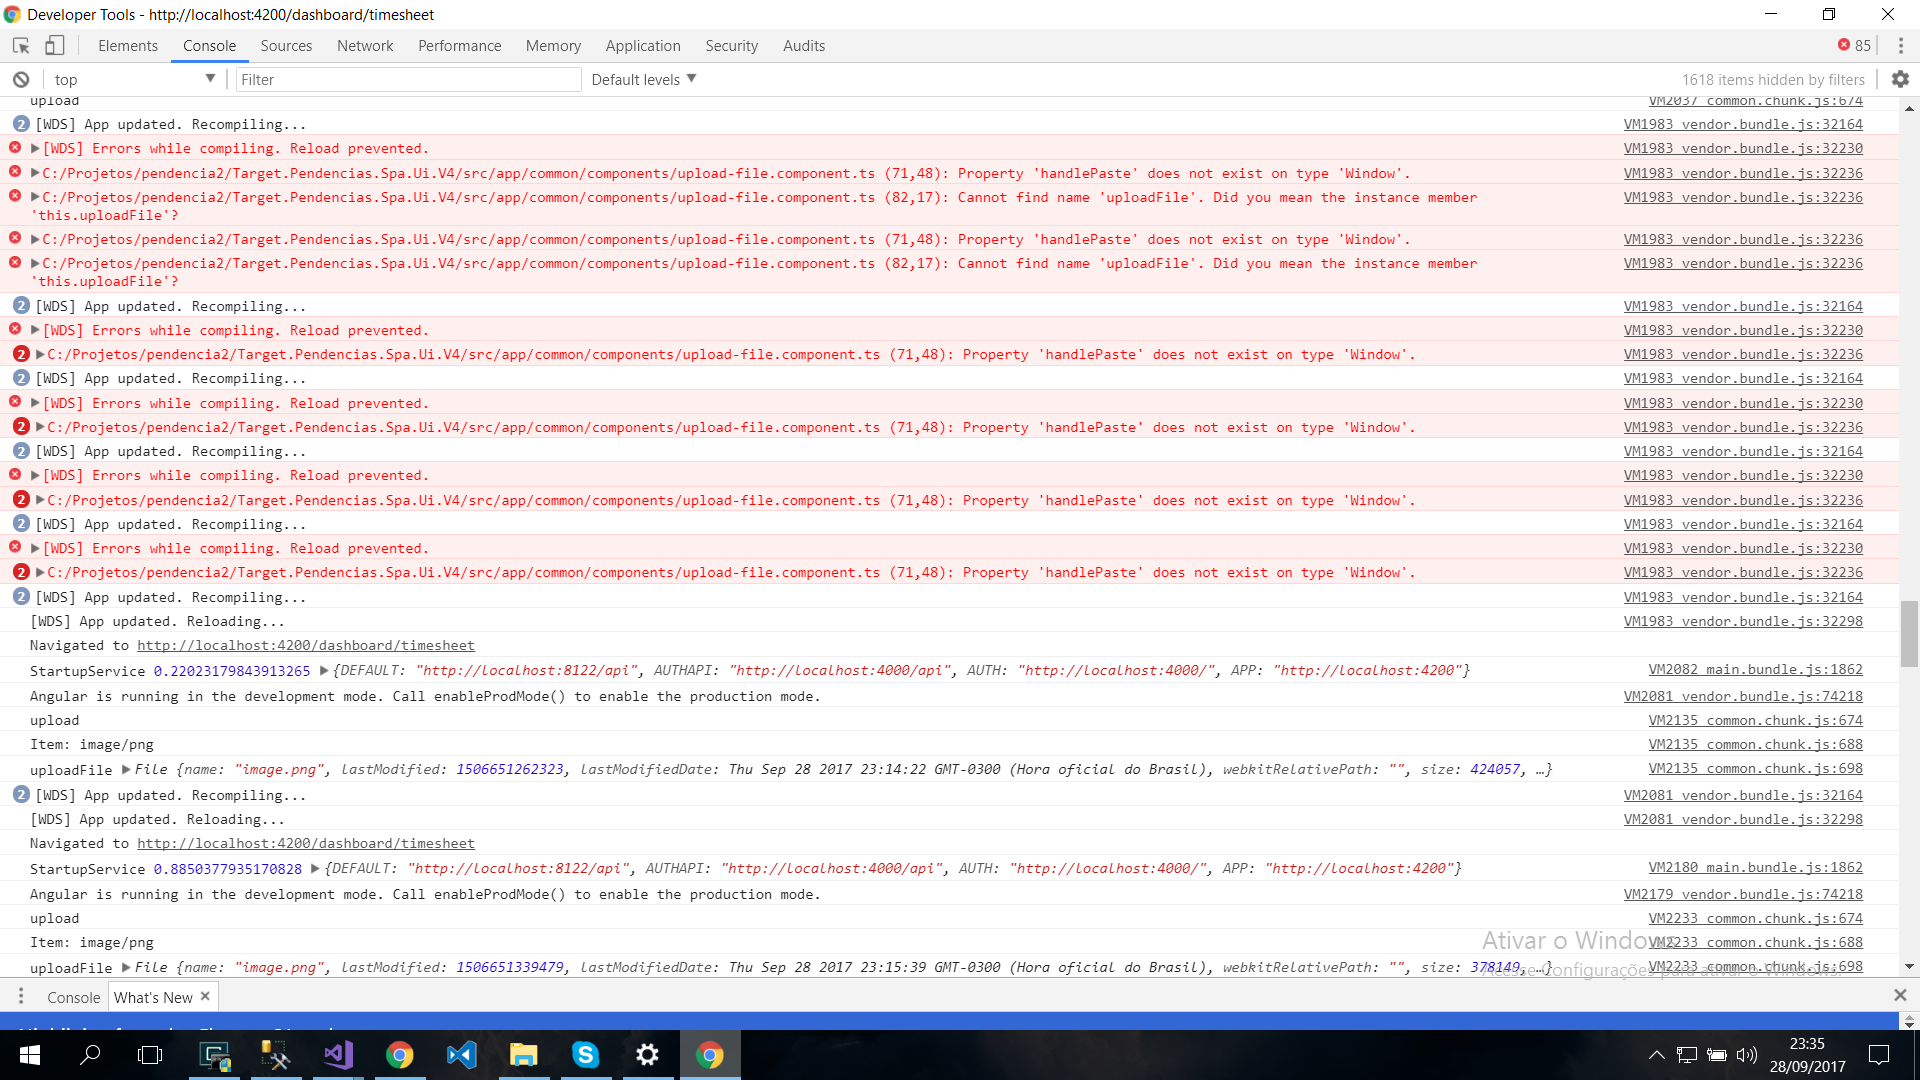 Developer Tools - http://localhost:4200/dashboard/timesheet
Elements Console Sources Network Performance Memory Application Security Audits 85
top Filter Default levels 1618 items hidden by filters
upload VM2037 common.chunk.js:674
2 [WDS] App updated. Recompiling... VM1983 vendor.bundle.js:32164
[WDS] Errors while compiling. Reload prevented. VM1983 vendor.bundle.js:32230
C:/Projetos/pendencia2/Target.Pendencias.Spa.Ui.V4/src/app/common/components/upload-file.component.ts (71,48): Property 'handlePaste' does not exist on type 'Window'. VM1983 vendor.bundle.js:32236
C:/Projetos/pendencia2/Target.Pendencias.Spa.Ui.V4/src/app/common/components/upload-file.component.ts (82,17): Cannot find name 'uploadFile'. Did you mean the instance member VM1983 vendor.bundle.js:32236
'this.uploadFile'?
C:/Projetos/pendencia2/Target.Pendencias.Spa.Ui.V4/src/app/common/components/upload-file.component.ts (71,48): Property 'handlePaste' does not exist on type 'Window'. VM1983 vendor.bundle.js:32236
C:/Projetos/pendencia2/Target.Pendencias.Spa.Ui.V4/src/app/common/components/upload-file.component.ts (82,17): Cannot find name 'uploadFile'. Did you mean the instance member VM1983 vendor.bundle.js:32236
'this.uploadFile'?
2 [WDS] App updated. Recompiling... VM1983 vendor.bundle.js:32164
[WDS] Errors while compiling. Reload prevented. VM1983 vendor.bundle.js:32230
2 C:/Projetos/pendencia2/Target.Pendencias.Spa.Ui.V4/src/app/common/components/upload-file.component.ts (71,48): Property 'handlePaste' does not exist on type 'Window'. VM1983 vendor.bundle.js:32236
2 [WDS] App updated. Recompiling... VM1983 vendor.bundle.js:32164
[WDS] Errors while compiling. Reload prevented. VM1983 vendor.bundle.js:32230
2 C:/Projetos/pendencia2/Target.Pendencias.Spa.Ui.V4/src/app/common/components/upload-file.component.ts (71,48): Property 'handlePaste' does not exist on type 'Window'. VM1983 vendor.bundle.js:32236
2 [WDS] App updated. Recompiling... VM1983 vendor.bundle.js:32164
[WDS] Errors while compiling. Reload prevented. VM1983 vendor.bundle.js:32230
2 C:/Projetos/pendencia2/Target.Pendencias.Spa.Ui.V4/src/app/common/components/upload-file.component.ts (71,48): Property 'handlePaste' does not exist on type 'Window'. VM1983 vendor.bundle.js:32236
2 [WDS] App updated. Recompiling... VM1983 vendor.bundle.js:32164
[WDS] Errors while compiling. Reload prevented. VM1983 vendor.bundle.js:32230
2 C:/Projetos/pendencia2/Target.Pendencias.Spa.Ui.V4/src/app/common/components/upload-file.component.ts (71,48): Property 'handlePaste' does not exist on type 'Window'. VM1983 vendor.bundle.js:32236
2 [WDS] App updated. Recompiling... VM1983 vendor.bundle.js:32164
[WDS] App updated. Reloading... VM1983 vendor.bundle.js:32298
Navigated to http://localhost:4200/dashboard/timesheet
StartupService 0.22023179843913265 {DEFAULT: "http://localhost:8122/api", AUTHAPI: "http://localhost:4000/api", AUTH: "http://localhost:4000/", APP: "http://localhost:4200"} VM2082 main.bundle.js:1862
Angular is running in the development mode. Call enableProdMode() to enable the production mode. VM2081 vendor.bundle.js:74218
upload VM2135 common.chunk.js:674
Item: image/png VM2135 common.chunk.js:688
uploadFile File {name: "image.png", lastModified: 1506651262323, lastModifiedDate: Thu Sep 28 2017 23:14:22 GMT-0300 (Hora oficial do Brasil), webkitRelativePath: "", size: 424057, …} VM2135 common.chunk.js:698
2 [WDS] App updated. Recompiling... VM2081 vendor.bundle.js:32164
[WDS] App updated. Reloading... VM2081 vendor.bundle.js:32298
Navigated to http://localhost:4200/dashboard/timesheet
StartupService 0.8850377935170828 {DEFAULT: "http://localhost:8122/api", AUTHAPI: "http://localhost:4000/api", AUTH: "http://localhost:4000/", APP: "http://localhost:4200"} VM2180 main.bundle.js:1862
Angular is running in the development mode. Call enableProdMode() to enable the production mode. VM2179 vendor.bundle.js:74218
upload VM2233 common.chunk.js:674
Item: image/png VM2233 common.chunk.js:688
Ativar o Windows
uploadFile File {name: "image.png", lastModified: 1506651339479, lastModifiedDate: Thu Sep 28 2017 23:15:39 GMT-0300 (Hora oficial do Brasil), webkitRelativePath: "", size: 378149, …} VM2233 common.chunk.js:698
Acesse Configurações para ativar o Windows.
Console What's New
23:35
28/09/2017